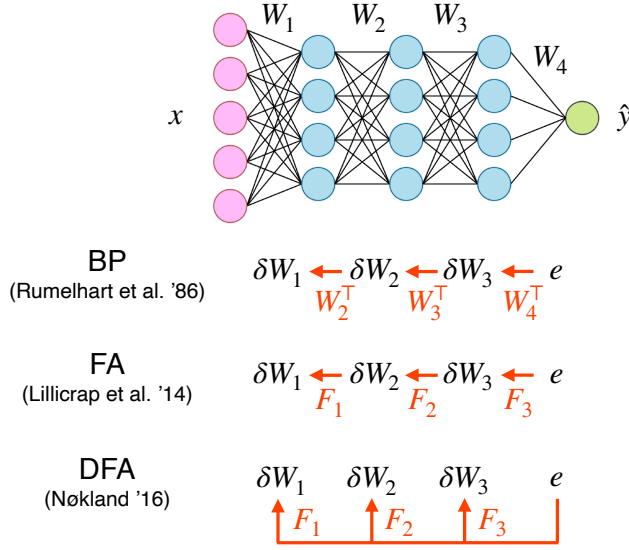 W₁ W₂ W₃ W₄
x ŷ
BP
(Rumelhart et al. '86)
δW₁ δW₂ δW₃ e
W₂⊤ W₃⊤ W₄⊤
FA
(Lillicrap et al. '14)
δW₁ δW₂ δW₃ e
F₁ F₂ F₃
DFA
(Nøkland '16)
δW₁ δW₂ δW₃ e
F₁ F₂ F₃